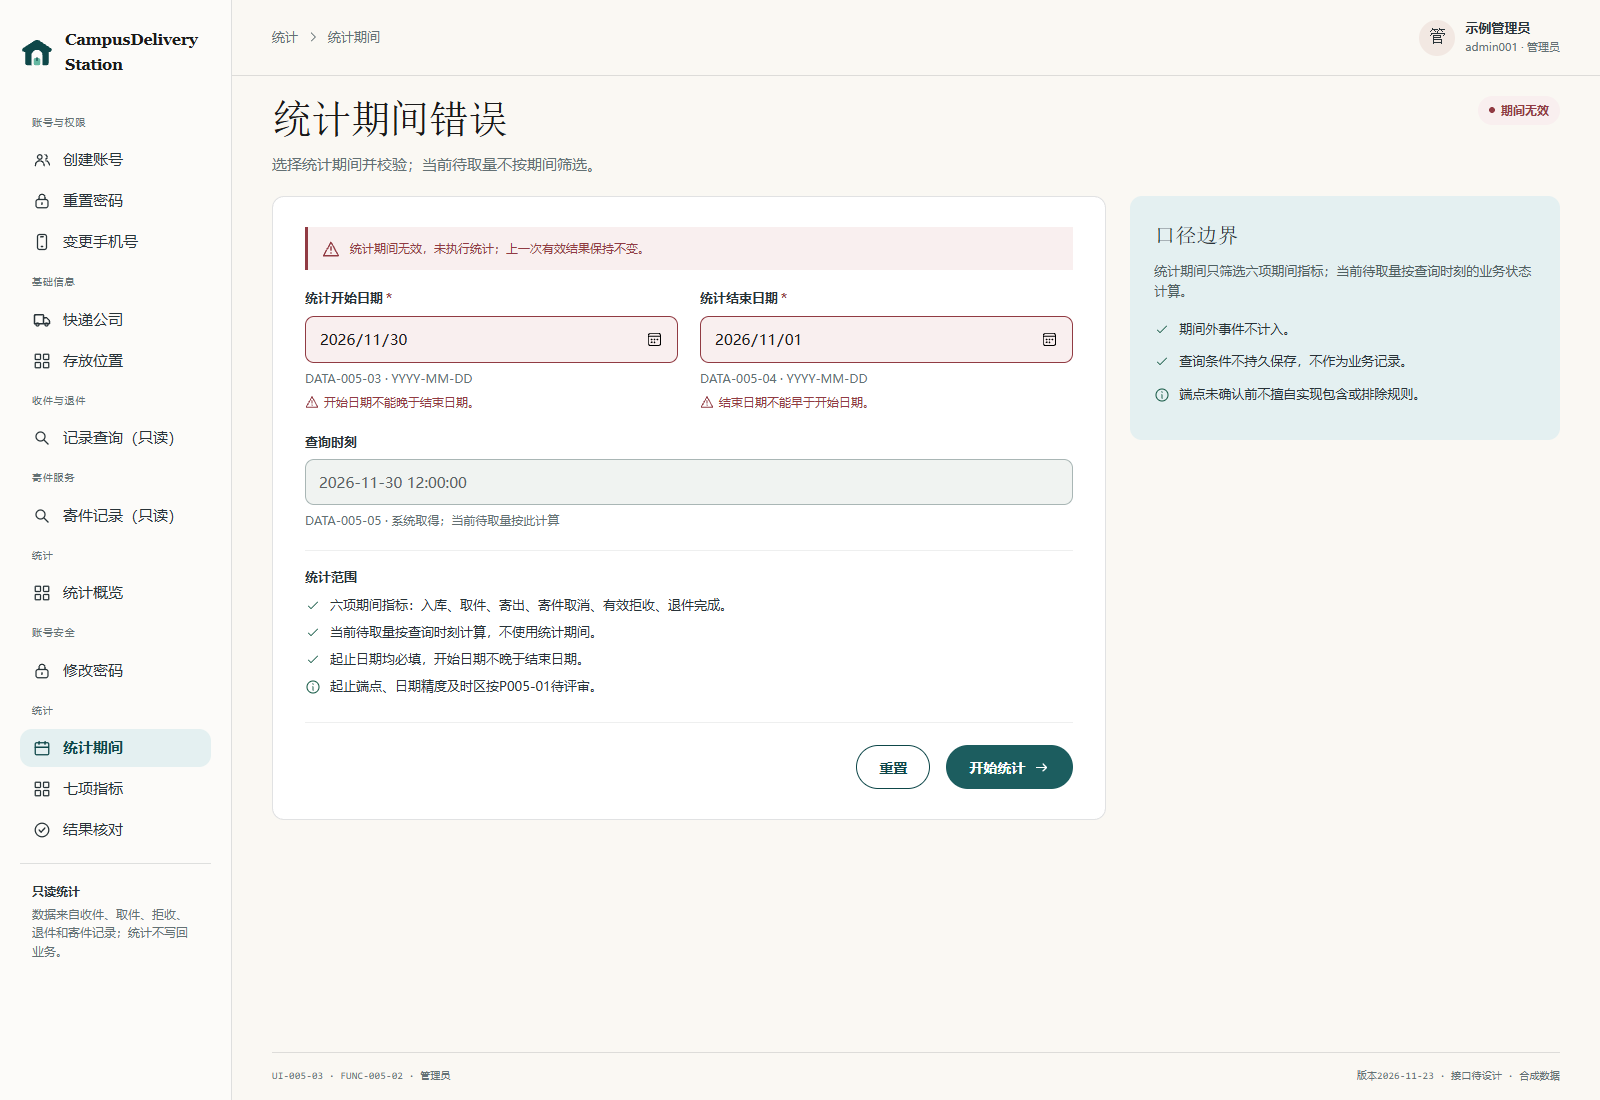 CampusDelivery
Station
账号与权限
创建账号
重置密码
变更手机号
基础信息
快递公司
存放位置
收件与退件
记录查询（只读）
寄件服务
寄件记录（只读）
统计
统计概览
账号安全
修改密码
统计
统计期间
七项指标
结果核对
只读统计
数据来自收件、取件、拒收、
退件和寄件记录；统计不写回
业务。
统计 > 统计期间
管
示例管理员
admin001 · 管理员
统计期间错误
期间无效
选择统计期间并校验；当前待取量不按期间筛选。
统计期间无效，未执行统计；上一次有效结果保持不变。
统计开始日期 *
2026/11/30
DATA-005-03 · YYYY-MM-DD
开始日期不能晚于结束日期。
统计结束日期 *
2026/11/01
DATA-005-04 · YYYY-MM-DD
结束日期不能早于开始日期。
查询时刻
2026-11-30 12:00:00
DATA-005-05 · 系统取得；当前待取量按此计算
统计范围
六项期间指标：入库、取件、寄出、寄件取消、有效拒收、退件完成。
当前待取量按查询时刻计算，不使用统计期间。
起止日期均必填，开始日期不晚于结束日期。
起止端点、日期精度及时区按P005-01待评审。
重置
开始统计 →
口径边界
统计期间只筛选六项期间指标；当前待取量按查询时刻的业务状态
计算。
期间外事件不计入。
查询条件不持久保存，不作为业务记录。
端点未确认前不擅自实现包含或排除规则。
UI-005-03 · FUNC-005-02 · 管理员
版本2026-11-23 · 接口待设计 · 合成数据